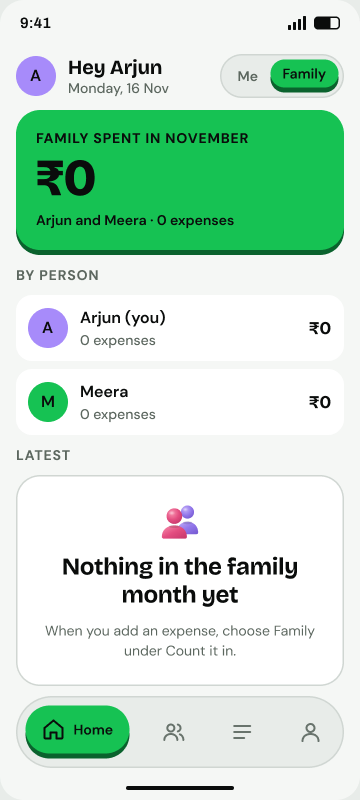 9:41
A
Hey Arjun
Monday, 16 Nov
Me
Family
FAMILY SPENT IN NOVEMBER
₹0
Arjun and Meera · 0 expenses
BY PERSON
A
Arjun (you)
0 expenses
₹0
M
Meera
0 expenses
₹0
LATEST
Nothing in the family
month yet
When you add an expense, choose Family
under Count it in.
Home